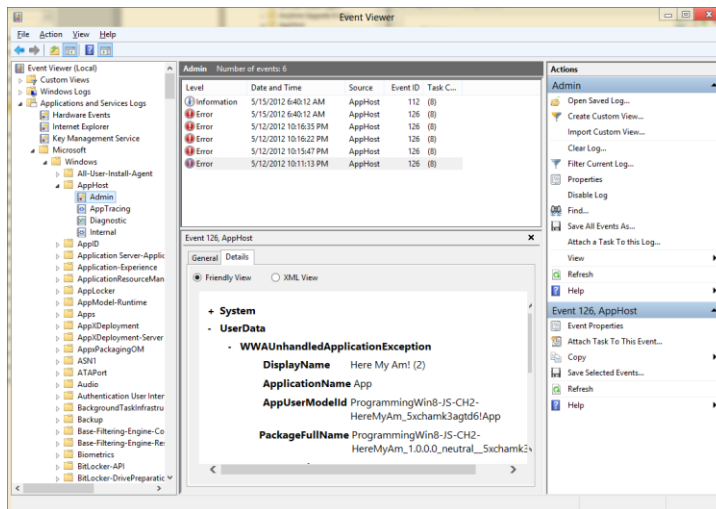 Event Viewer
File Action View Help
Event Viewer (Local)
Custom Views
Windows Logs
Applications and Services Logs
Hardware Events
Internet Explorer
Key Management Service
Microsoft
Windows
All-User-Install-Agent
AppHost
Admin
AppTracing
Diagnostic
Internal
AppID
Application Server-Applic
Application-Experience
ApplicationResourceMan
AppLocker
AppModel-Runtime
Apps
AppXDeployment
AppXDeployment-Server
AppxPackagingOM
ASN1
ATAPort
Audio
Authentication User Inter
BackgroundTaskInfrastru
Backup
Base-Filtering-Engine-Co
Base-Filtering-Engine-Re
Biometrics
BitLocker-API
BitLocker-DrivePreparatic
Admin Number of events: 6
Level Date and Time Source Event ID Task C...
Information 5/15/2012 6:40:12 AM AppHost 112 (8)
Error 5/15/2012 6:40:12 AM AppHost 126 (8)
Error 5/12/2012 10:16:35 PM AppHost 126 (8)
Error 5/12/2012 10:16:22 PM AppHost 126 (8)
Error 5/12/2012 10:15:47 PM AppHost 126 (8)
Error 5/12/2012 10:11:13 PM AppHost 126 (8)
Event 126, AppHost
General Details
Friendly View XML View
+ System
- UserData
- WWAUnhandledApplicationException
DisplayName Here My Am! (2)
ApplicationName App
AppUserModelId ProgrammingWin8-JS-CH2-
HereMyAm_5xchamk3agtd6!App
PackageFullName ProgrammingWin8-JS-CH2-
HereMyAm_1.0.0.0_neutral__5xchamk3
Actions
Admin
Open Saved Log...
Create Custom View...
Import Custom View...
Clear Log...
Filter Current Log...
Properties
Disable Log
Find...
Save All Events As...
Attach a Task To this Log...
View
Refresh
Help
Event 126, AppHost
Event Properties
Attach Task To This Event...
Copy
Save Selected Events...
Refresh
Help